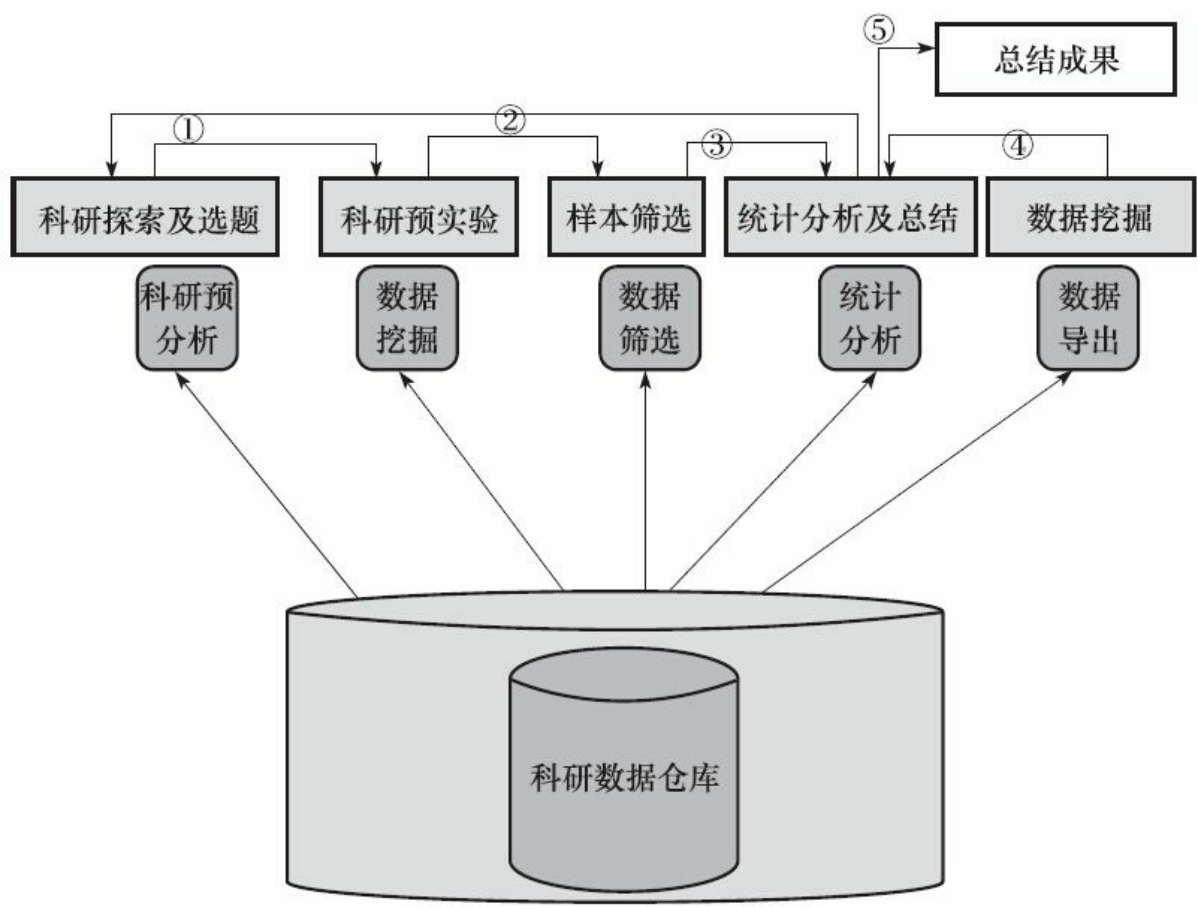 ⑤
总结成果
①
②
③
④
科研探索及选题
科研预实验
样本筛选
统计分析及总结
数据挖掘
科研预
分析
数据
挖掘
数据
筛选
统计
分析
数据
导出
科研数据仓库